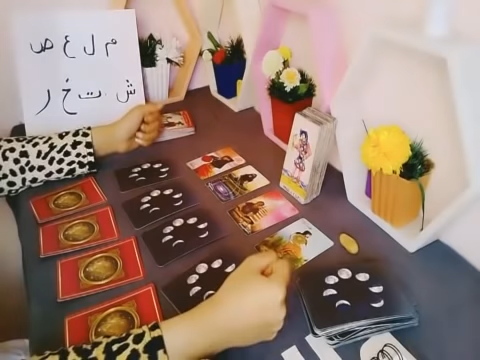 م ل ع ص
ش ت خ ر